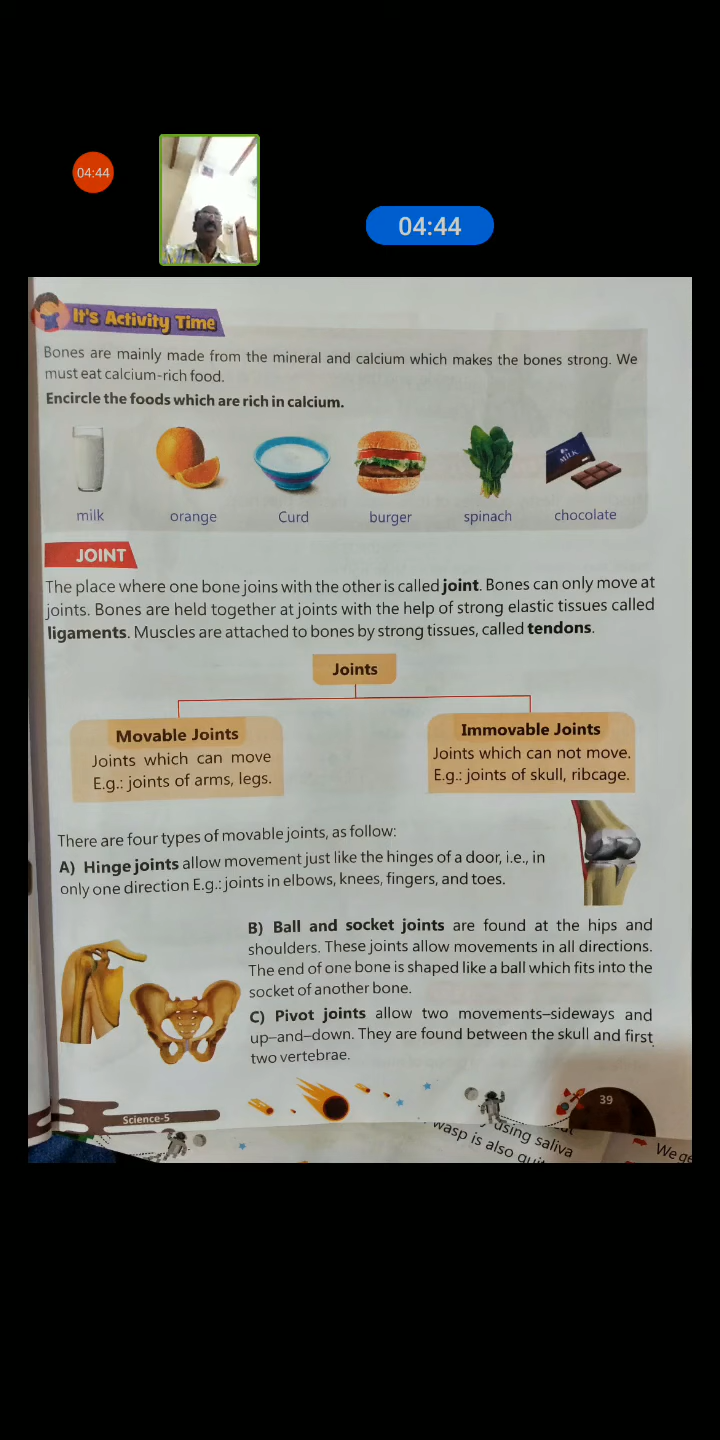 04:44
04:44
It's Activity Time
Bones are mainly made from the mineral and calcium which makes the bones strong. We
must eat calcium-rich food.
Encircle the foods which are rich in calcium.
MILK
milk orange Curd burger spinach chocolate
JOINT
The place where one bone joins with the other is called joint. Bones can only move at
joints. Bones are held together at joints with the help of strong elastic tissues called
ligaments. Muscles are attached to bones by strong tissues, called tendons.
Joints
Movable Joints
Joints which can move
E.g.: joints of arms, legs.
Immovable Joints
Joints which can not move.
E.g.: joints of skull, ribcage.
There are four types of movable joints, as follow:
A) Hinge joints allow movement just like the hinges of a door, i.e., in
only one direction E.g.: joints in elbows, knees, fingers, and toes.
B) Ball and socket joints are found at the hips and
shoulders. These joints allow movements in all directions.
The end of one bone is shaped like a ball which fits into the
socket of another bone.
C) Pivot joints allow two movements–sideways and
up–and–down. They are found between the skull and first
two vertebrae.
Science-5
39
using saliva
wasp is also
We